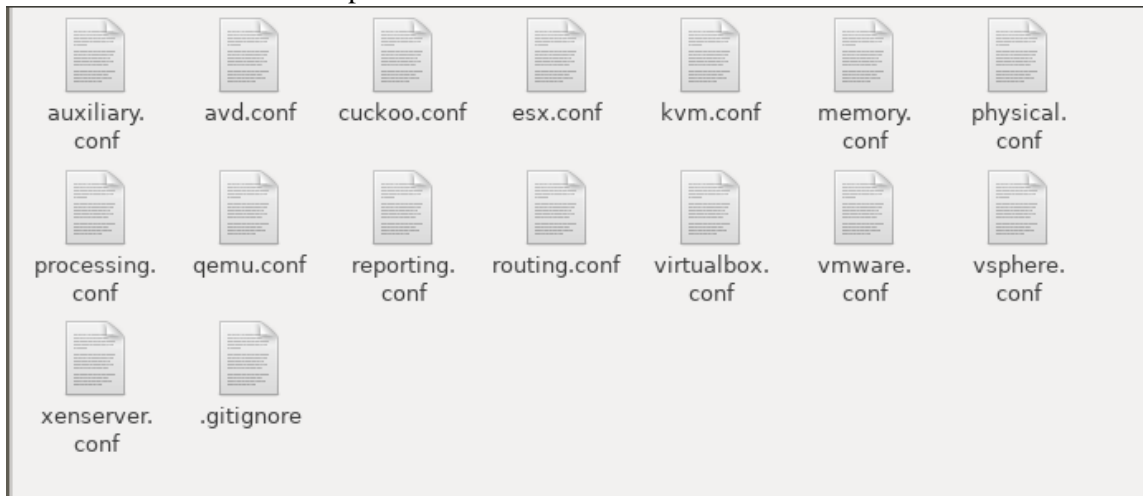 auxiliary.
conf
avd.conf
cuckoo.conf
esx.conf
kvm.conf
memory.
conf
physical.
conf
processing.
conf
qemu.conf
reporting.
conf
routing.conf
virtualbox.
conf
vmware.
conf
vsphere.
conf
xenserver.
conf
.gitignore